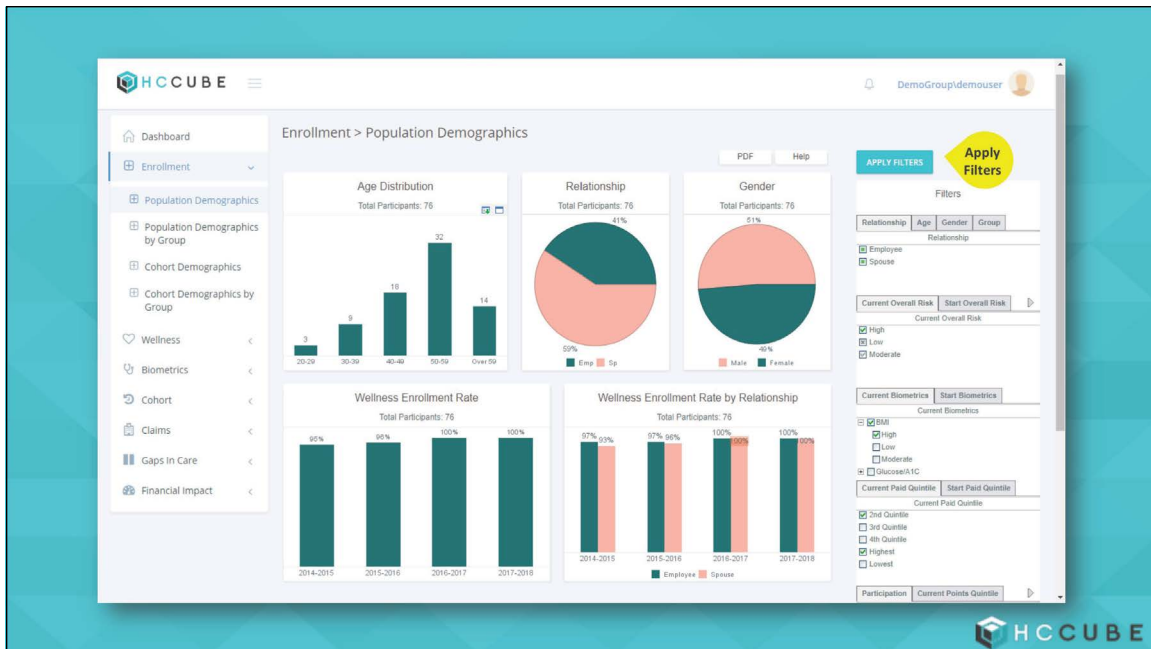 HCCUBE
DemoGroup\demouser
Dashboard
Enrollment
Population Demographics
Population Demographics
by Group
Cohort Demographics
Cohort Demographics by
Group
Wellness
Biometrics
Cohort
Claims
Gaps In Care
Financial Impact
Enrollment > Population Demographics
PDF
Help
Age Distribution
Total Participants: 76
3
9
18
32
14
20-29
30-39
40-49
50-59
Over 59
Relationship
Total Participants: 76
41%
59%
Emp
Sp
Gender
Total Participants: 76
51%
49%
Male
Female
Wellness Enrollment Rate
Total Participants: 76
95%
96%
100%
100%
2014-2015
2015-2016
2016-2017
2017-2018
Wellness Enrollment Rate by Relationship
Total Participants: 76
97%
93%
97%
96%
100%
100%
100%
100%
2014-2015
2015-2016
2016-2017
2017-2018
Employee
Spouse
APPLY FILTERS
Apply
Filters
Filters
Relationship
Age
Gender
Group
Relationship
Employee
Spouse
Current Overall Risk
Start Overall Risk
Current Overall Risk
High
Low
Moderate
Current Biometrics
Start Biometrics
Current Biometrics
BMI
High
Low
Moderate
Glucose/A1C
Current Paid Quintile
Start Paid Quintile
Current Paid Quintile
2nd Quintile
3rd Quintile
4th Quintile
Highest
Lowest
Participation
Current Points Quintile
HCCUBE